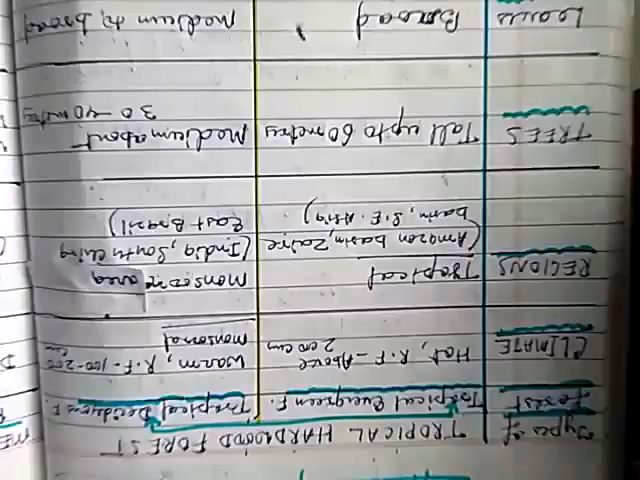 Types of Forest | TROPICAL HARDWOOD FOREST
Tropical Evergreen F. | Tropical Deciduous F.
CLIMATE | Hot, R.F - Above 200 cm | Warm, R.F - 100-200 cm monsoonal
REGIONS | Tropical (Amazon basin, Zaire basin, S.E. Asia) | Monsoon area (India, South China East Brazil)
TREES | Tall upto 60 metres | Medium about 30-40 metres
Leaves | Broad | Medium to broad